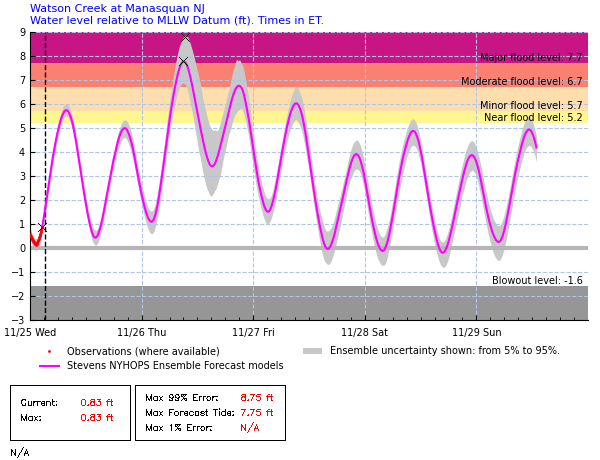 Watson Creek at Manasquan NJ
Water level relative to MLLW Datum (ft). Times in ET.
9
8
7
6
5
4
3
2
1
0
−1
−2
−3
Major flood level: 7.7
Moderate flood level: 6.7
Minor flood level: 5.7
Near flood level: 5.2
Blowout level: -1.6
11/25 Wed 11/26 Thu 11/27 Fri 11/28 Sat 11/29 Sun
Observations (where available)
Stevens NYHOPS Ensemble Forecast models
Ensemble uncertainty shown: from 5% to 95%.
Current: 0.83 ft
Max: 0.83 ft
Max 99% Error: 8.75 ft
Max Forecast Tide: 7.75 ft
Max 1% Error: N/A
N/A